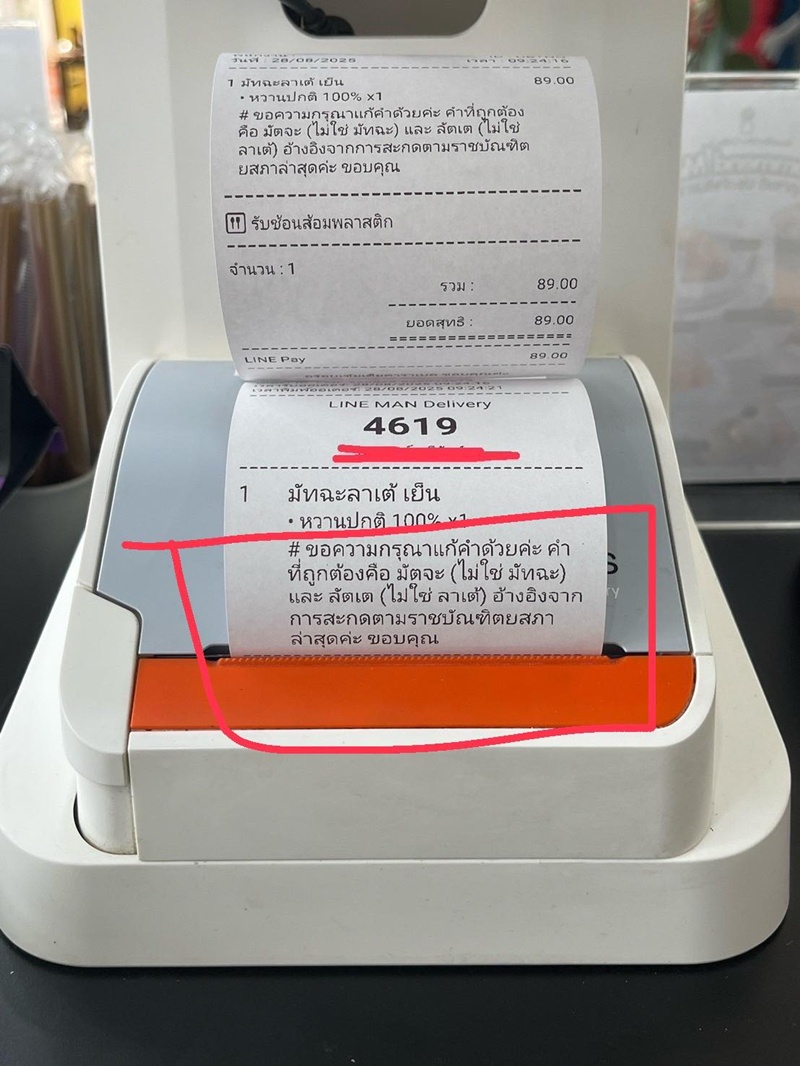 วันที่ : 28/08/2025 เวลา : 09:24:16
1 มัทฉะลาเต้ เย็น 89.00
• หวานปกติ 100% x1
# ขอความกรุณาแก้คำด้วยค่ะ คำที่ถูกต้อง
คือ มัตจะ (ไม่ใช่ มัทฉะ) และ ลัตเต (ไม่ใช่
ลาเต้) อ้างอิงจากการสะกดตามราชบัณฑิต
ยสภาล่าสุดค่ะ ขอบคุณ
รับช้อนส้อมพลาสติก
จำนวน : 1
รวม : 89.00
ยอดสุทธิ : 89.00
LINE Pay 89.00
28/08/2025 09:24:21
LINE MAN Delivery
4619
1 มัทฉะลาเต้ เย็น
• หวานปกติ 100% x1
# ขอความกรุณาแก้คำด้วยค่ะ คำ
ที่ถูกต้องคือ มัตจะ (ไม่ใช่ มัทฉะ)
และ ลัตเต (ไม่ใช่ ลาเต้) อ้างอิงจาก
การสะกดตามราชบัณฑิตยสภา
ล่าสุดค่ะ ขอบคุณ